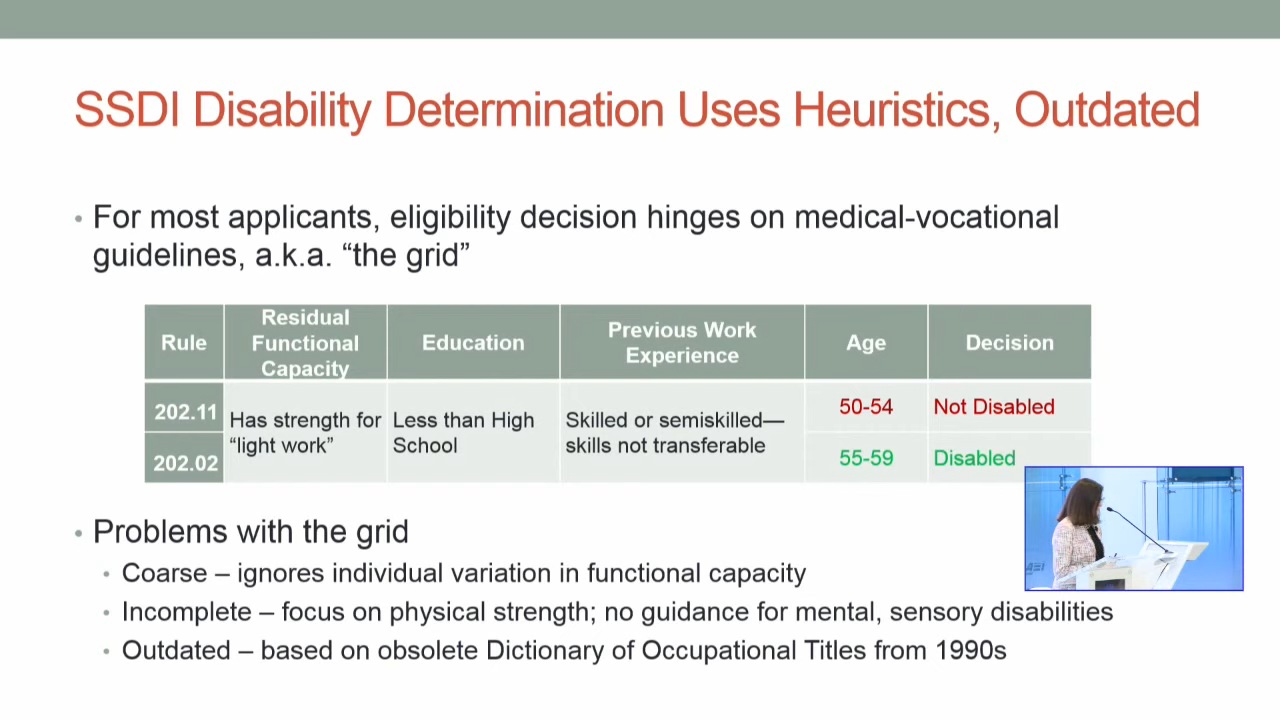 SSDI Disability Determination Uses Heuristics, Outdated
• For most applicants, eligibility decision hinges on medical-vocational
guidelines, a.k.a. “the grid”
Rule
Residual
Functional
Capacity
Education
Previous Work
Experience
Age
Decision
202.11
Has strength for
“light work”
Less than High
School
Skilled or semiskilled—
skills not transferable
50-54
Not Disabled
202.02
55-59
Disabled
• Problems with the grid
• Coarse – ignores individual variation in functional capacity
• Incomplete – focus on physical strength; no guidance for mental, sensory disabilities
• Outdated – based on obsolete Dictionary of Occupational Titles from 1990s
AEI